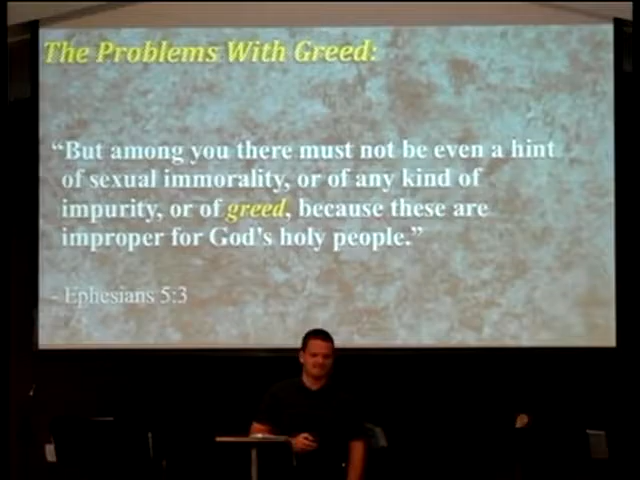 The Problems With Greed:
“But among you there must not be even a hint
of sexual immorality, or of any kind of
impurity, or of greed, because these are
improper for God's holy people.”
- Ephesians 5:3